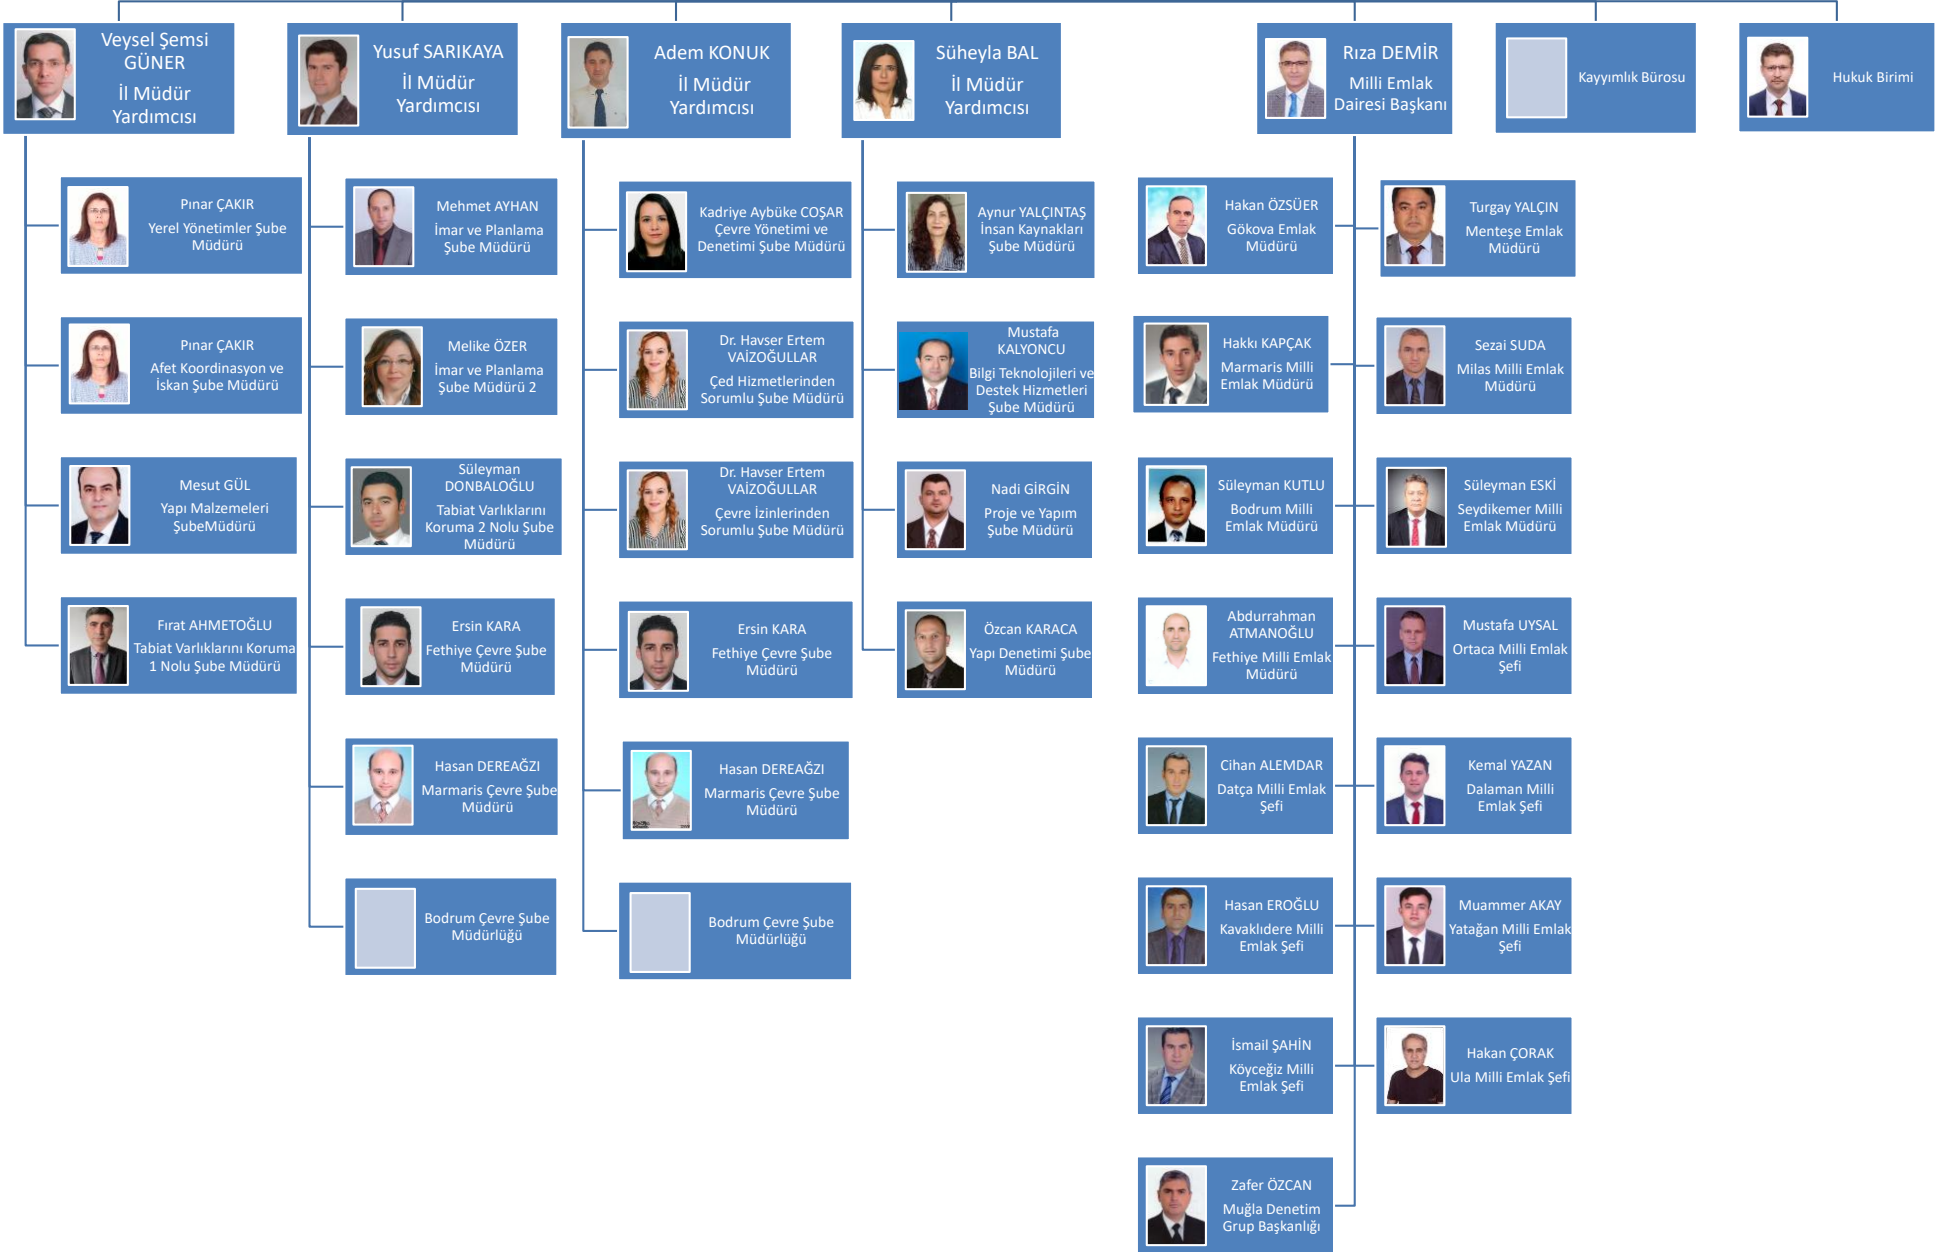 Veysel Şemsi
GÜNER
İl Müdür
Yardımcısı
Yusuf SARIKAYA
İl Müdür
Yardımcısı
Adem KONUK
İl Müdür
Yardımcısı
Süheyla BAL
İl Müdür
Yardımcısı
Rıza DEMİR
Milli Emlak
Dairesi Başkanı
Kayyımlık Bürosu
Hukuk Birimi
Pınar ÇAKIR
Yerel Yönetimler Şube
Müdürü
Pınar ÇAKIR
Afet Koordinasyon ve
İskan Şube Müdürü
Mesut GÜL
Yapı Malzemeleri
ŞubeMüdürü
Fırat AHMETOĞLU
Tabiat Varlıklarını Koruma
1 Nolu Şube Müdürü
Mehmet AYHAN
İmar ve Planlama
Şube Müdürü
Melike ÖZER
İmar ve Planlama
Şube Müdürü 2
Süleyman
DONBALOĞLU
Tabiat Varlıklarını
Koruma 2 Nolu Şube
Müdürü
Ersin KARA
Fethiye Çevre Şube
Müdürü
Hasan DEREAĞZI
Marmaris Çevre Şube
Müdürü
Bodrum Çevre Şube
Müdürlüğü
Kadriye Aybüke COŞAR
Çevre Yönetimi ve
Denetimi Şube Müdürü
Dr. Havser Ertem
VAİZOĞULLAR
Çed Hizmetlerinden
Sorumlu Şube Müdürü
Dr. Havser Ertem
VAİZOĞULLAR
Çevre İzinlerinden
Sorumlu Şube Müdürü
Ersin KARA
Fethiye Çevre Şube
Müdürü
Hasan DEREAĞZI
Marmaris Çevre Şube
Müdürü
Bodrum Çevre Şube
Müdürlüğü
Aynur YALÇINTAŞ
İnsan Kaynakları
Şube Müdürü
Mustafa
KALYONCU
Bilgi Teknolojileri ve
Destek Hizmetleri
Şube Müdürü
Nadi GİRGİN
Proje ve Yapım
Şube Müdürü
Özcan KARACA
Yapı Denetimi Şube
Müdürü
Hakan ÖZSÜER
Gökova Emlak
Müdürü
Turgay YALÇIN
Menteşe Emlak
Müdürü
Hakkı KAPÇAK
Marmaris Milli
Emlak Müdürü
Sezai SUDA
Milas Milli Emlak
Müdürü
Süleyman KUTLU
Bodrum Milli
Emlak Müdürü
Süleyman ESKİ
Seydikemer Milli
Emlak Müdürü
Abdurrahman
ATMANOĞLU
Fethiye Milli Emlak
Müdürü
Mustafa UYSAL
Ortaca Milli Emlak
Şefi
Cihan ALEMDAR
Datça Milli Emlak
Şefi
Kemal YAZAN
Dalaman Milli
Emlak Şefi
Hasan EROĞLU
Kavaklıdere Milli
Emlak Şefi
Muammer AKAY
Yatağan Milli Emlak
Şefi
İsmail ŞAHİN
Köyceğiz Milli
Emlak Şefi
Hakan ÇORAK
Ula Milli Emlak Şefi
Zafer ÖZCAN
Muğla Denetim
Grup Başkanlığı